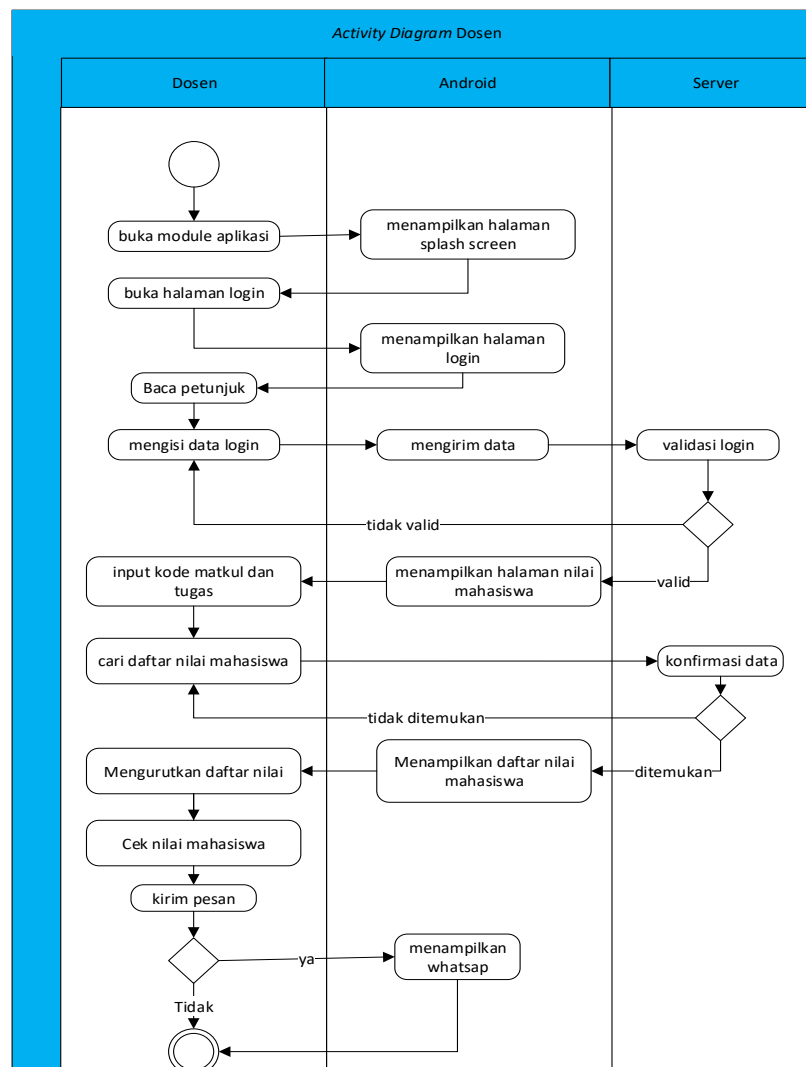 Activity Diagram Dosen
Dosen
Android
Server
buka module aplikasi
menampilkan halaman
splash screen
buka halaman login
menampilkan halaman
login
Baca petunjuk
mengisi data login
mengirim data
validasi login
tidak valid
input kode matkul dan
tugas
menampilkan halaman nilai
mahasiswa
valid
cari daftar nilai mahasiswa
konfirmasi data
tidak ditemukan
Mengurutkan daftar nilai
Menampilkan daftar nilai
mahasiswa
ditemukan
Cek nilai mahasiswa
kirim pesan
ya
menampilkan
whatsap
Tidak